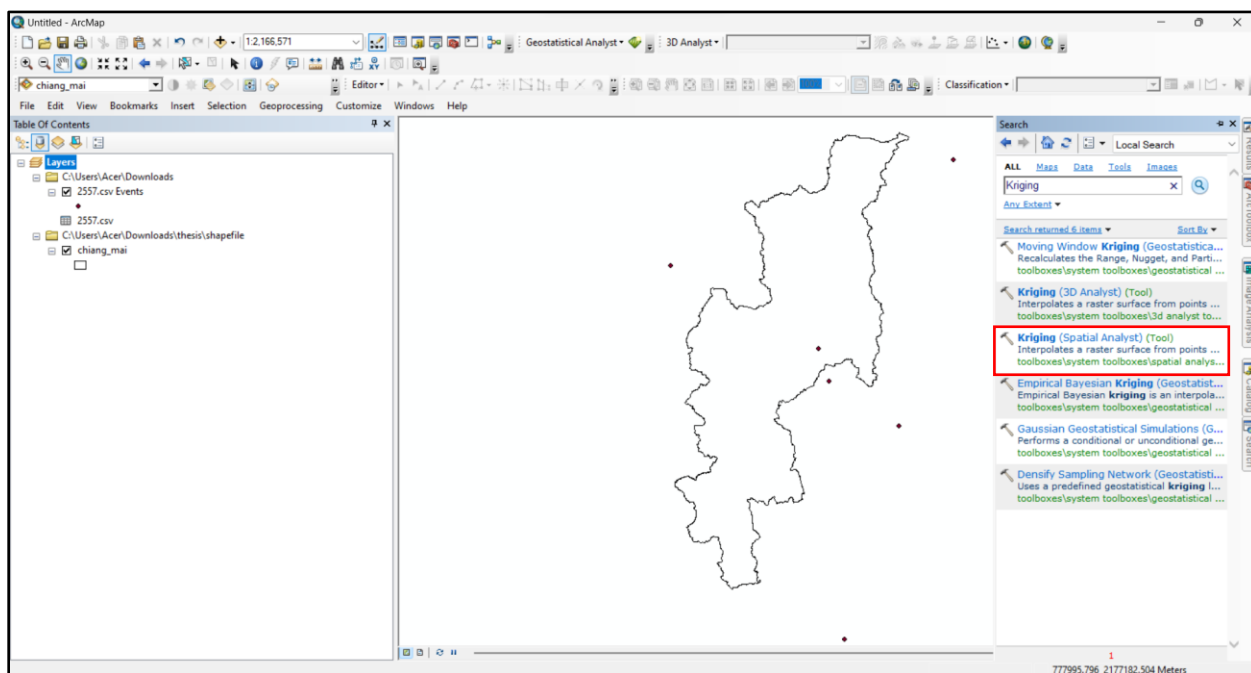 Untitled - ArcMap
1:2,166,571
Geostatistical Analyst
3D Analyst
chiang_mai
Editor
Classification
File Edit View Bookmarks Insert Selection Geoprocessing Customize Windows Help
Table Of Contents
Layers
C:\Users\Acer\Downloads
2557.csv Events
2557.csv
C:\Users\Acer\Downloads\thesis\shapefile
chiang_mai
Search
Local Search
ALL Maps Data Tools Images
Kriging
Any Extent
Search returned 6 items Sort By
Moving Window Kriging (Geostatistica...
Recalculates the Range, Nugget, and Parti...
toolboxes\system toolboxes\geostatistical ...
Kriging (3D Analyst) (Tool)
Interpolates a raster surface from points ...
toolboxes\system toolboxes\3d analyst to...
Kriging (Spatial Analyst) (Tool)
Interpolates a raster surface from points ...
toolboxes\system toolboxes\spatial analys...
Empirical Bayesian Kriging (Geostatist...
Empirical Bayesian kriging is an interpola...
toolboxes\system toolboxes\geostatistical ...
Gaussian Geostatistical Simulations (G...
Performs a conditional or unconditional ge...
toolboxes\system toolboxes\geostatistical ...
Densify Sampling Network (Geostatisti...
Uses a predefined geostatistical kriging l...
toolboxes\system toolboxes\geostatistical ...
Results
ArcToolbox
Image Analysis
Catalog
Search
1
777995.796 2177182.504 Meters